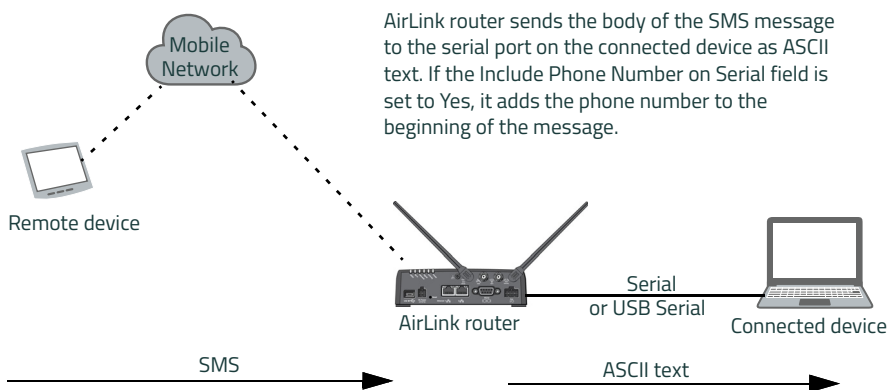 AirLink router sends the body of the SMS message
to the serial port on the connected device as ASCII
text. If the Include Phone Number on Serial field is
set to Yes, it adds the phone number to the
beginning of the message.
Mobile
Network
Remote device
Serial
or USB Serial
AirLink router
Connected device
SMS
ASCII text